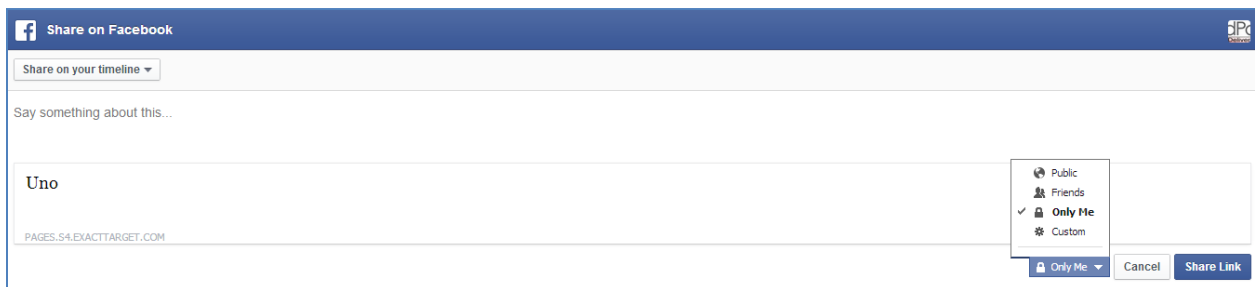 Share on Facebook
Share on your timeline
Say something about this...
Uno
PAGES.S4.EXACTTARGET.COM
Public
Friends
Only Me
Custom
Only Me
Cancel
Share Link